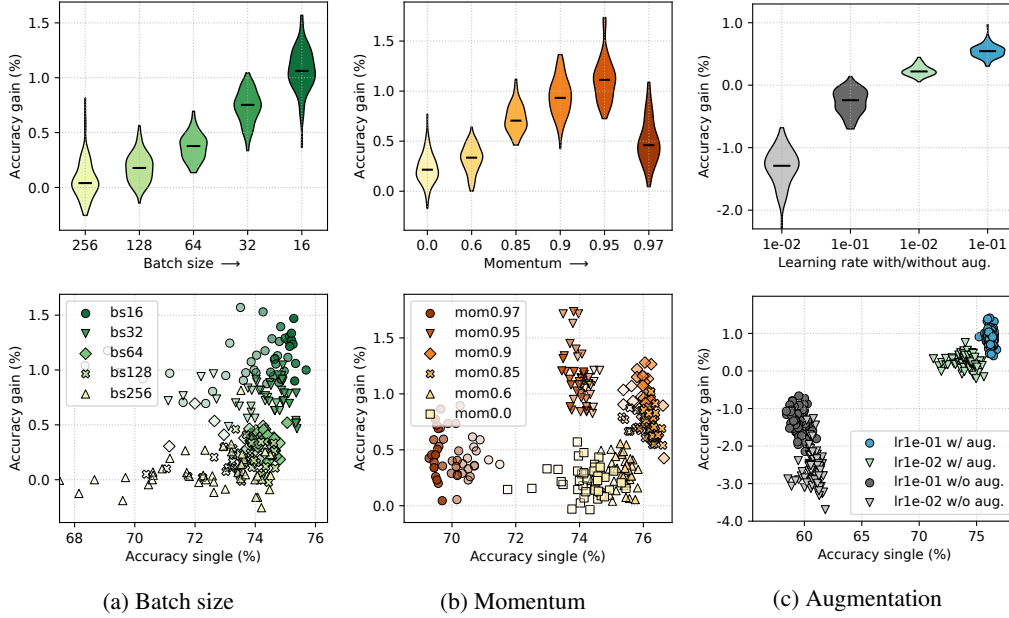 Accuracy gain (%)
1.5
1.0
0.5
0.0
256 128 64 32 16
Batch size →
Accuracy gain (%)
1.5
1.0
0.5
0.0
0.0 0.6 0.85 0.9 0.95 0.97
Momentum →
Accuracy gain (%)
1.0
0.0
-1.0
-2.0
1e-02 1e-01 1e-02 1e-01
Learning rate with/without aug.
Accuracy gain (%)
1.5
1.0
0.5
0.0
bs16
bs32
bs64
bs128
bs256
68 70 72 74 76
Accuracy single (%)
Accuracy gain (%)
1.5
1.0
0.5
0.0
mom0.97
mom0.95
mom0.9
mom0.85
mom0.6
mom0.0
70 72 74 76
Accuracy single (%)
Accuracy gain (%)
1.0
0.0
-1.0
-2.0
-3.0
-4.0
lr1e-01 w/ aug.
lr1e-02 w/ aug.
lr1e-01 w/o aug.
lr1e-02 w/o aug.
60 65 70 75
Accuracy single (%)
(a) Batch size
(b) Momentum
(c) Augmentation